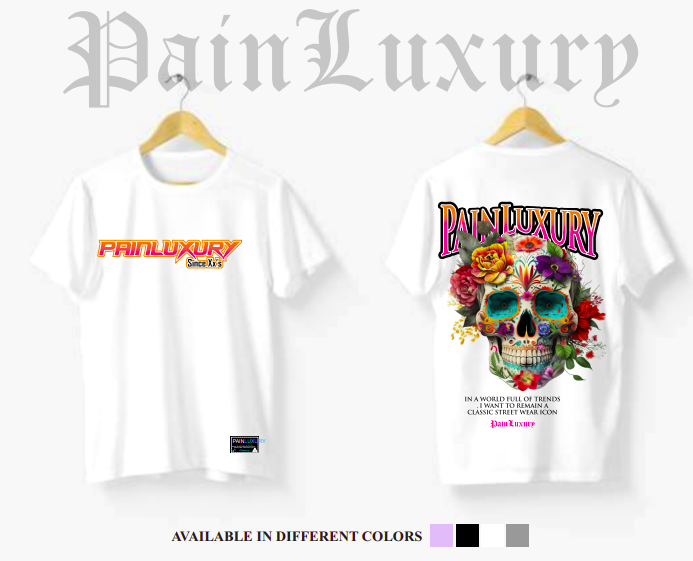 PainLuxury
PAINLUXURY
Since Xx's
PAINLUXURY
PAINLUXURY
IN A WORLD FULL OF TRENDS
, I WANT TO REMAIN A
CLASSIC STREET WEAR ICON
PainLuxury
AVAILABLE IN DIFFERENT COLORS